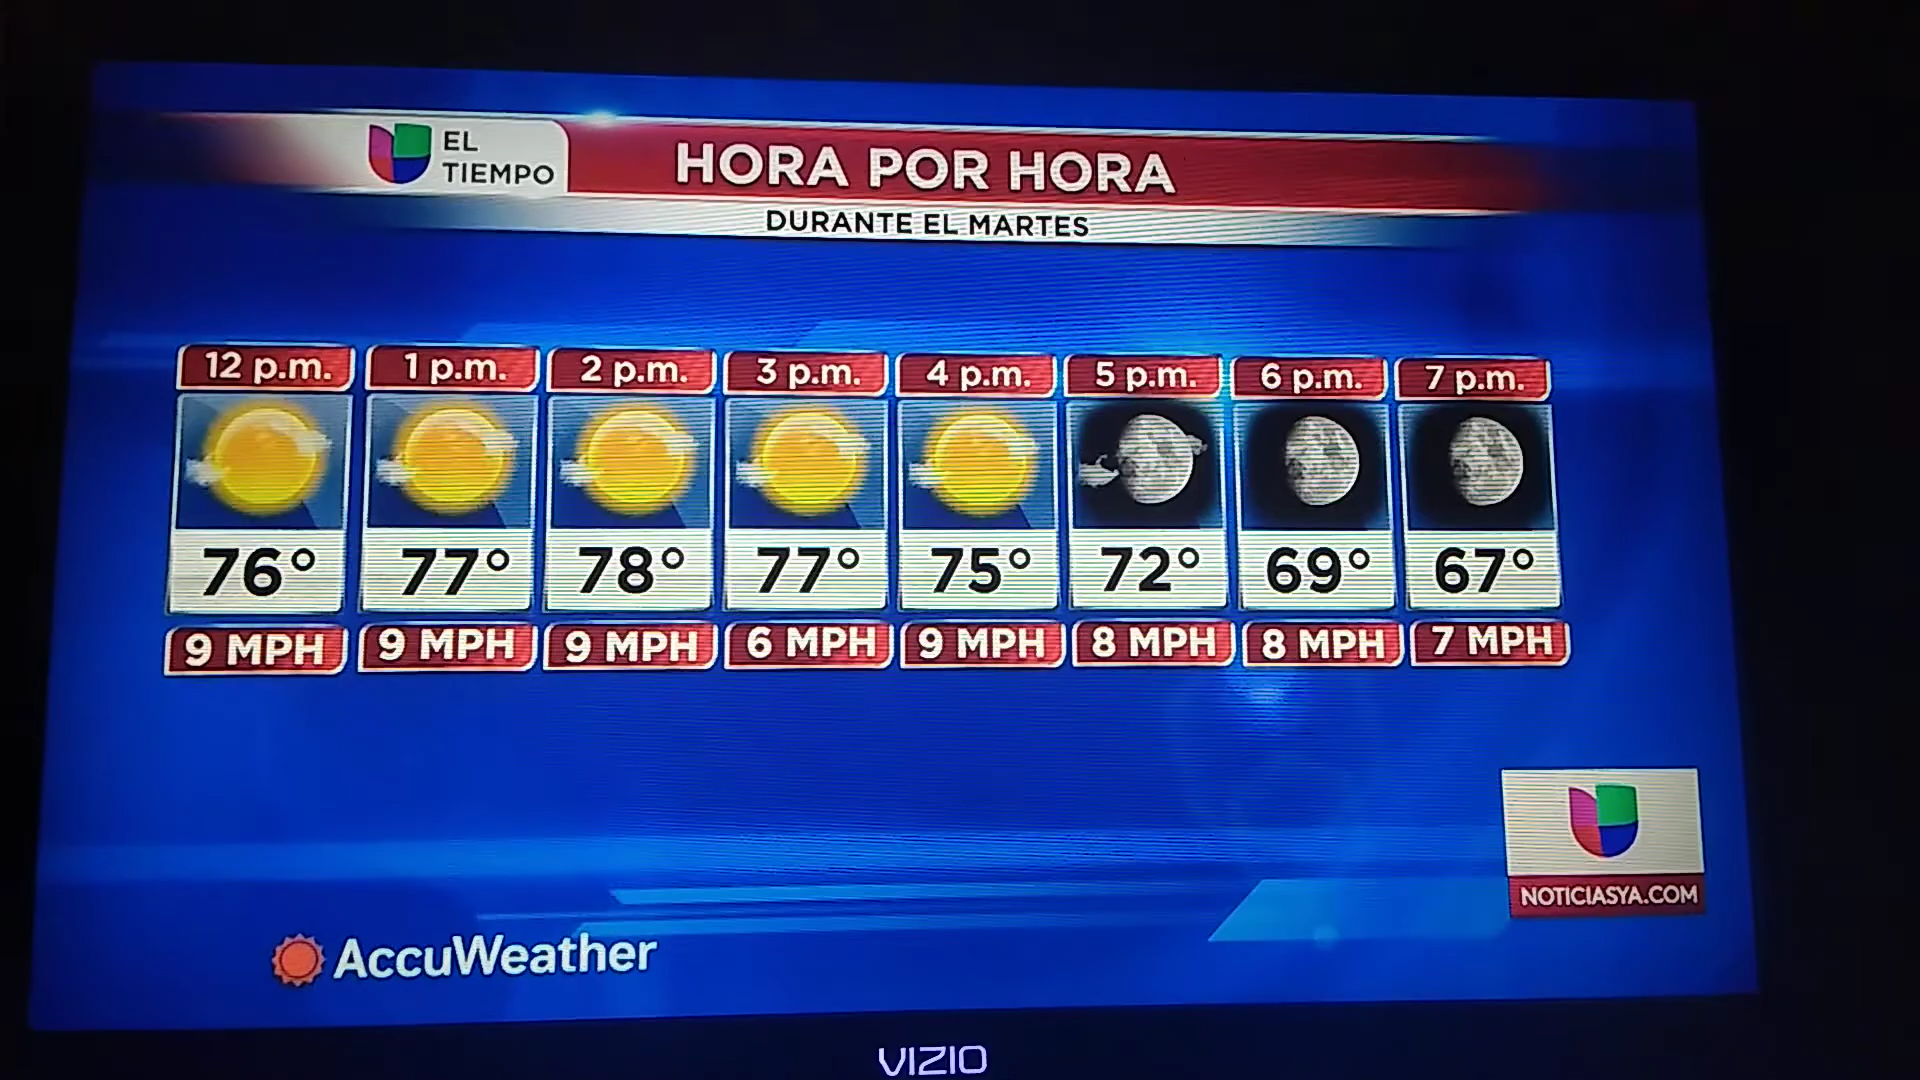 EL
TIEMPO
HORA POR HORA
DURANTE EL MARTES
12 p.m. 1 p.m. 2 p.m. 3 p.m. 4 p.m. 5 p.m. 6 p.m. 7 p.m.
76° 77° 78° 77° 75° 72° 69° 67°
9 MPH 9 MPH 9 MPH 6 MPH 9 MPH 8 MPH 8 MPH 7 MPH
NOTICIASYA.COM
AccuWeather
VIZIO